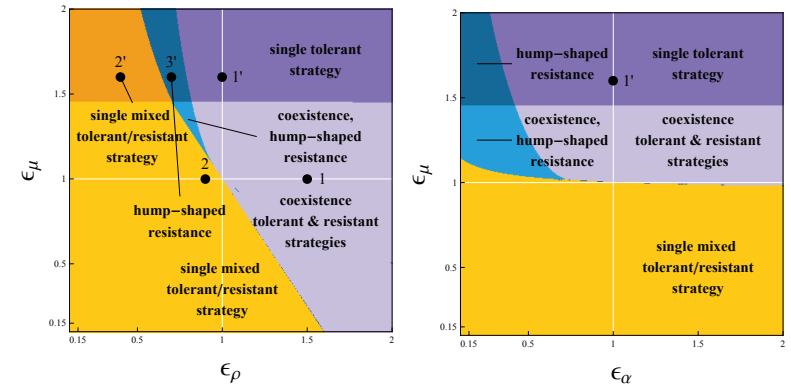 2
2'
3'
1'
single tolerant
strategy
1.5
single mixed
tolerant/resistant
strategy
coexistence,
hump−shaped
resistance
ϵμ
1
2
1
hump−shaped
resistance
coexistence
tolerant & resistant
strategies
0.5
single mixed
tolerant/resistant
strategy
0.15
0.15
0.5
1
1.5
2
ϵρ
2
hump−shaped
resistance
single tolerant
strategy
1'
1.5
coexistence,
hump−shaped
resistance
coexistence
tolerant & resistant
strategies
ϵμ
1
single mixed
tolerant/resistant
strategy
0.5
0.15
0.15
0.5
1
1.5
2
ϵα